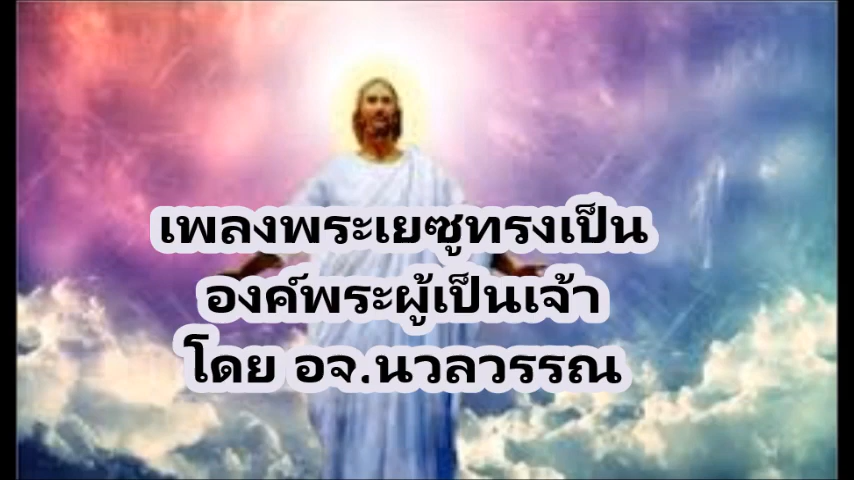 เพลงพระเยซูทรงเป็น
องค์พระผู้เป็นเจ้า
โดย อจ.นวลวรรณ